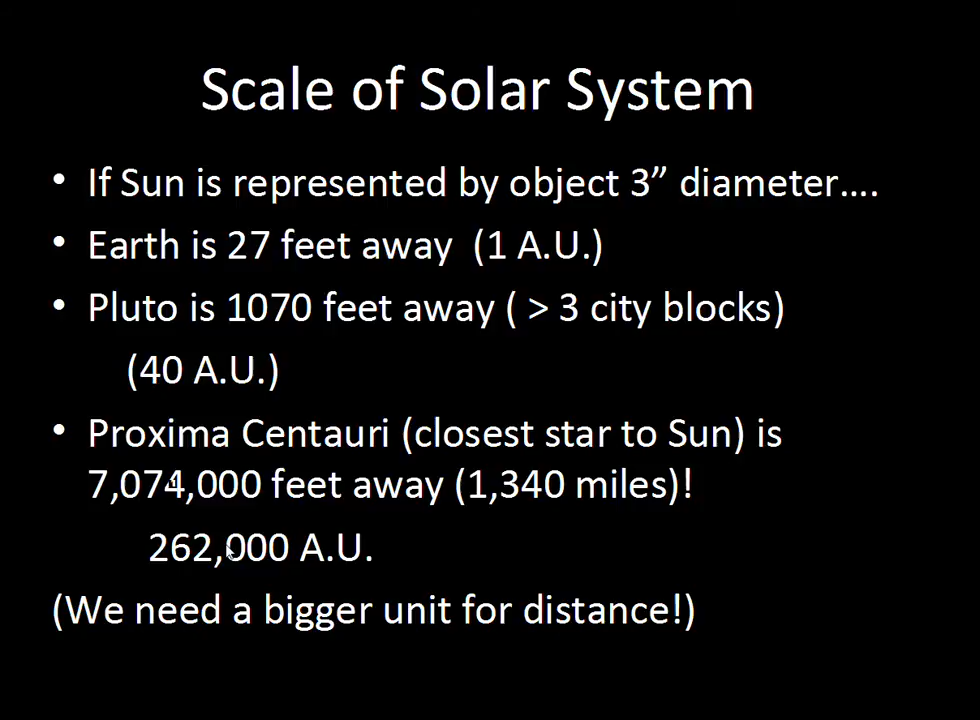 Scale of Solar System
• If Sun is represented by object 3” diameter….
• Earth is 27 feet away (1 A.U.)
• Pluto is 1070 feet away ( > 3 city blocks)
(40 A.U.)
• Proxima Centauri (closest star to Sun) is
7,074,000 feet away (1,340 miles)!
262,000 A.U.
(We need a bigger unit for distance!)